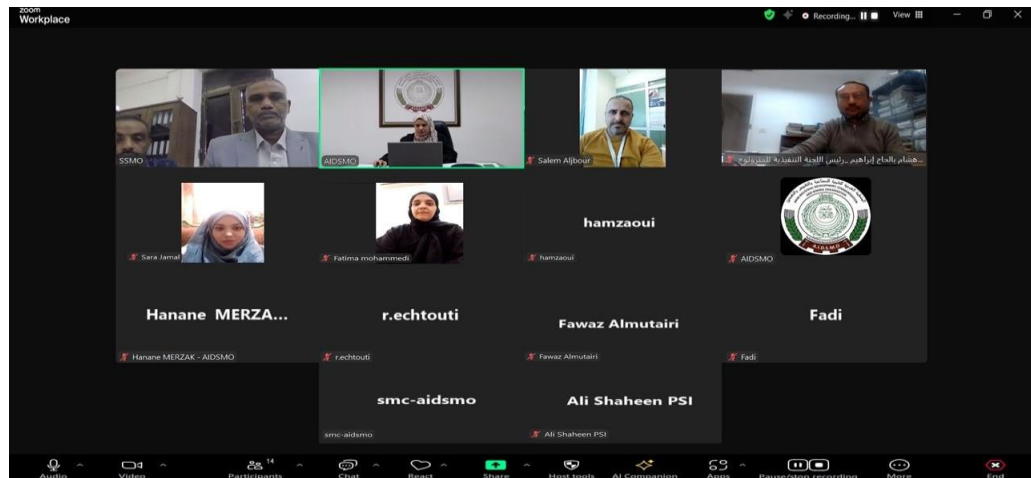 zoom
Workplace
Recording...
View
SSMO
AIDSMO
Salem Aljbour
هشام بالحاج إبراهيم _رئيس اللجنة التنفيذية للمترولوج...
Sara Jamal
Fatima mohammedi
hamzaoui
hamzaoui
AIDSMO
Hanane MERZA...
Hanane MERZAK - AIDSMO
r.echtouti
r.echtouti
Fawaz Almutairi
Fawaz Almutairi
Fadi
Fadi
smc-aidsmo
smc-aidsmo
Ali Shaheen PSI
Ali Shaheen PSI
Audio
Video
14
Participants
Chat
React
Share
Host tools
AI Companion
Apps
Pause/stop recording
More
End